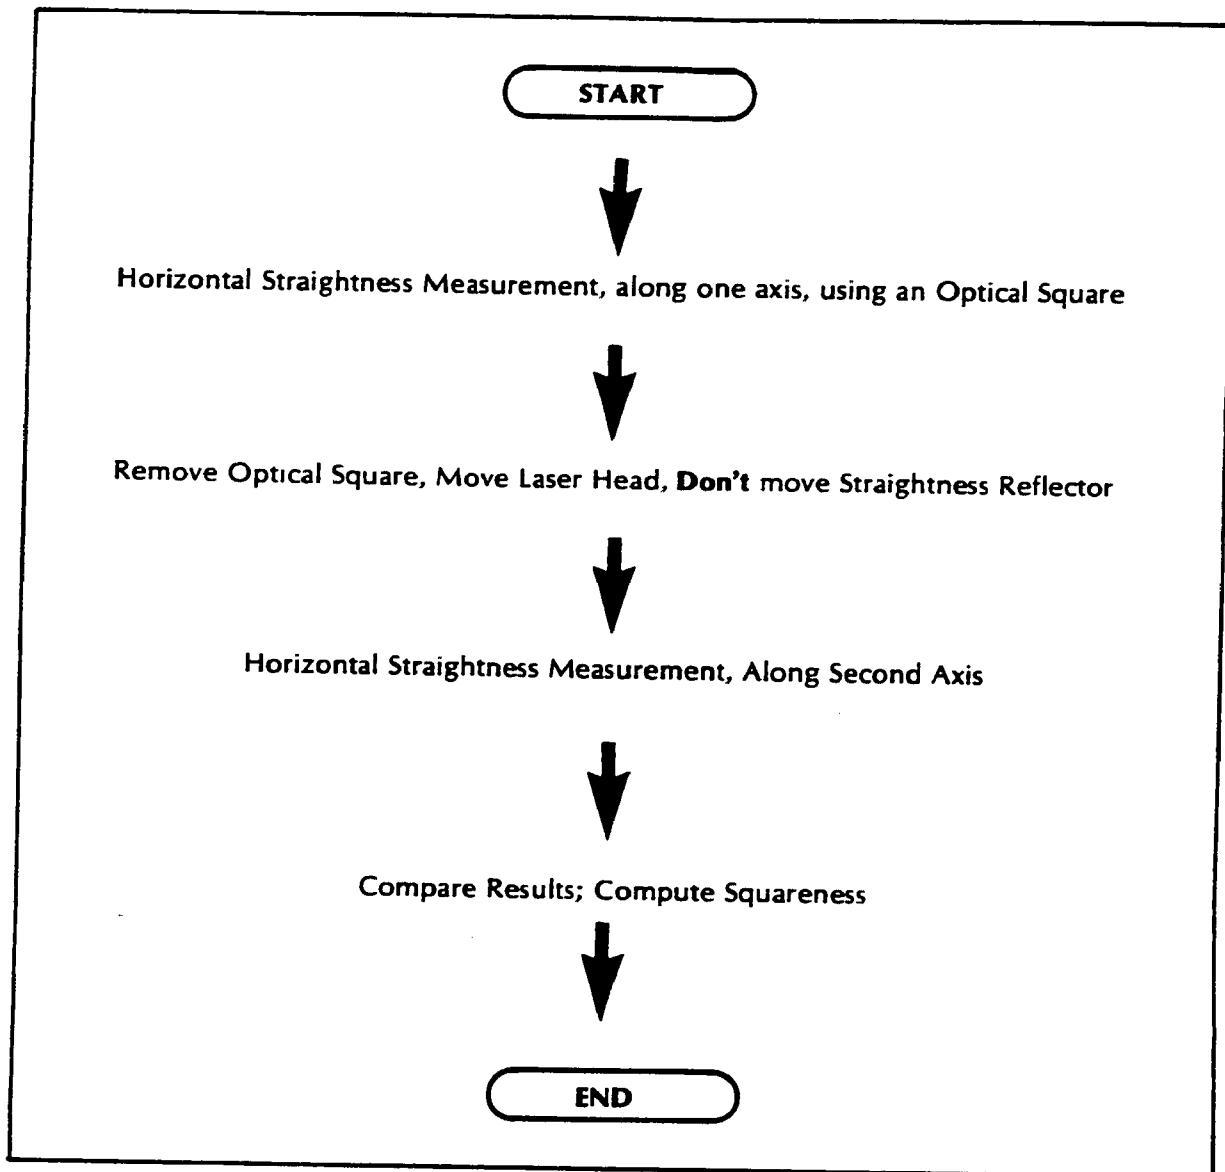 START
Horizontal Straightness Measurement, along one axis, using an Optical Square
Remove Optical Square, Move Laser Head, Don't move Straightness Reflector
Horizontal Straightness Measurement, Along Second Axis
Compare Results; Compute Squareness
END